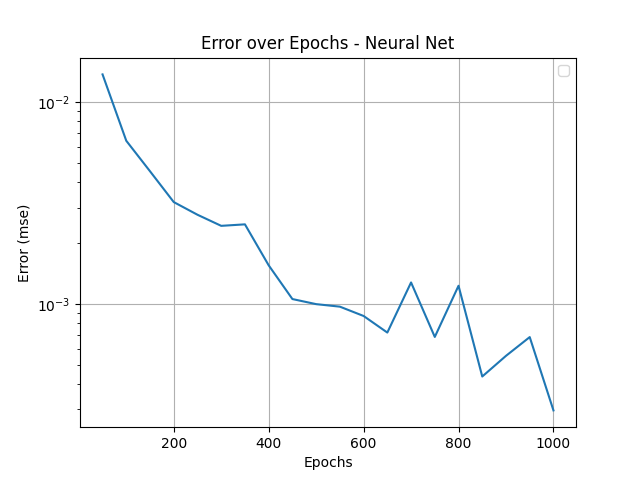 Error over Epochs - Neural Net
10⁻²
10⁻³
Error (mse)
200 400 600 800 1000
Epochs